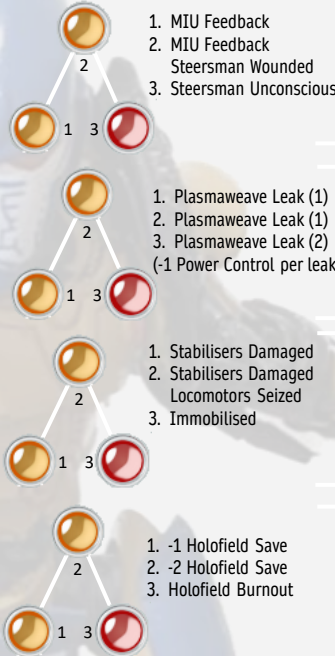 1. MIU Feedback
2. MIU Feedback
Steersman Wounded
3. Steersman Unconscious
2
1 3
1. Plasmaweave Leak (1)
2. Plasmaweave Leak (1)
3. Plasmaweave Leak (2)
(-1 Power Control per leak
2
1 3
1. Stabilisers Damaged
2. Stabilisers Damaged
Locomotors Seized
3. Immobilised
2
1 3
1. -1 Holofield Save
2. -2 Holofield Save
3. Holofield Burnout
2
1 3